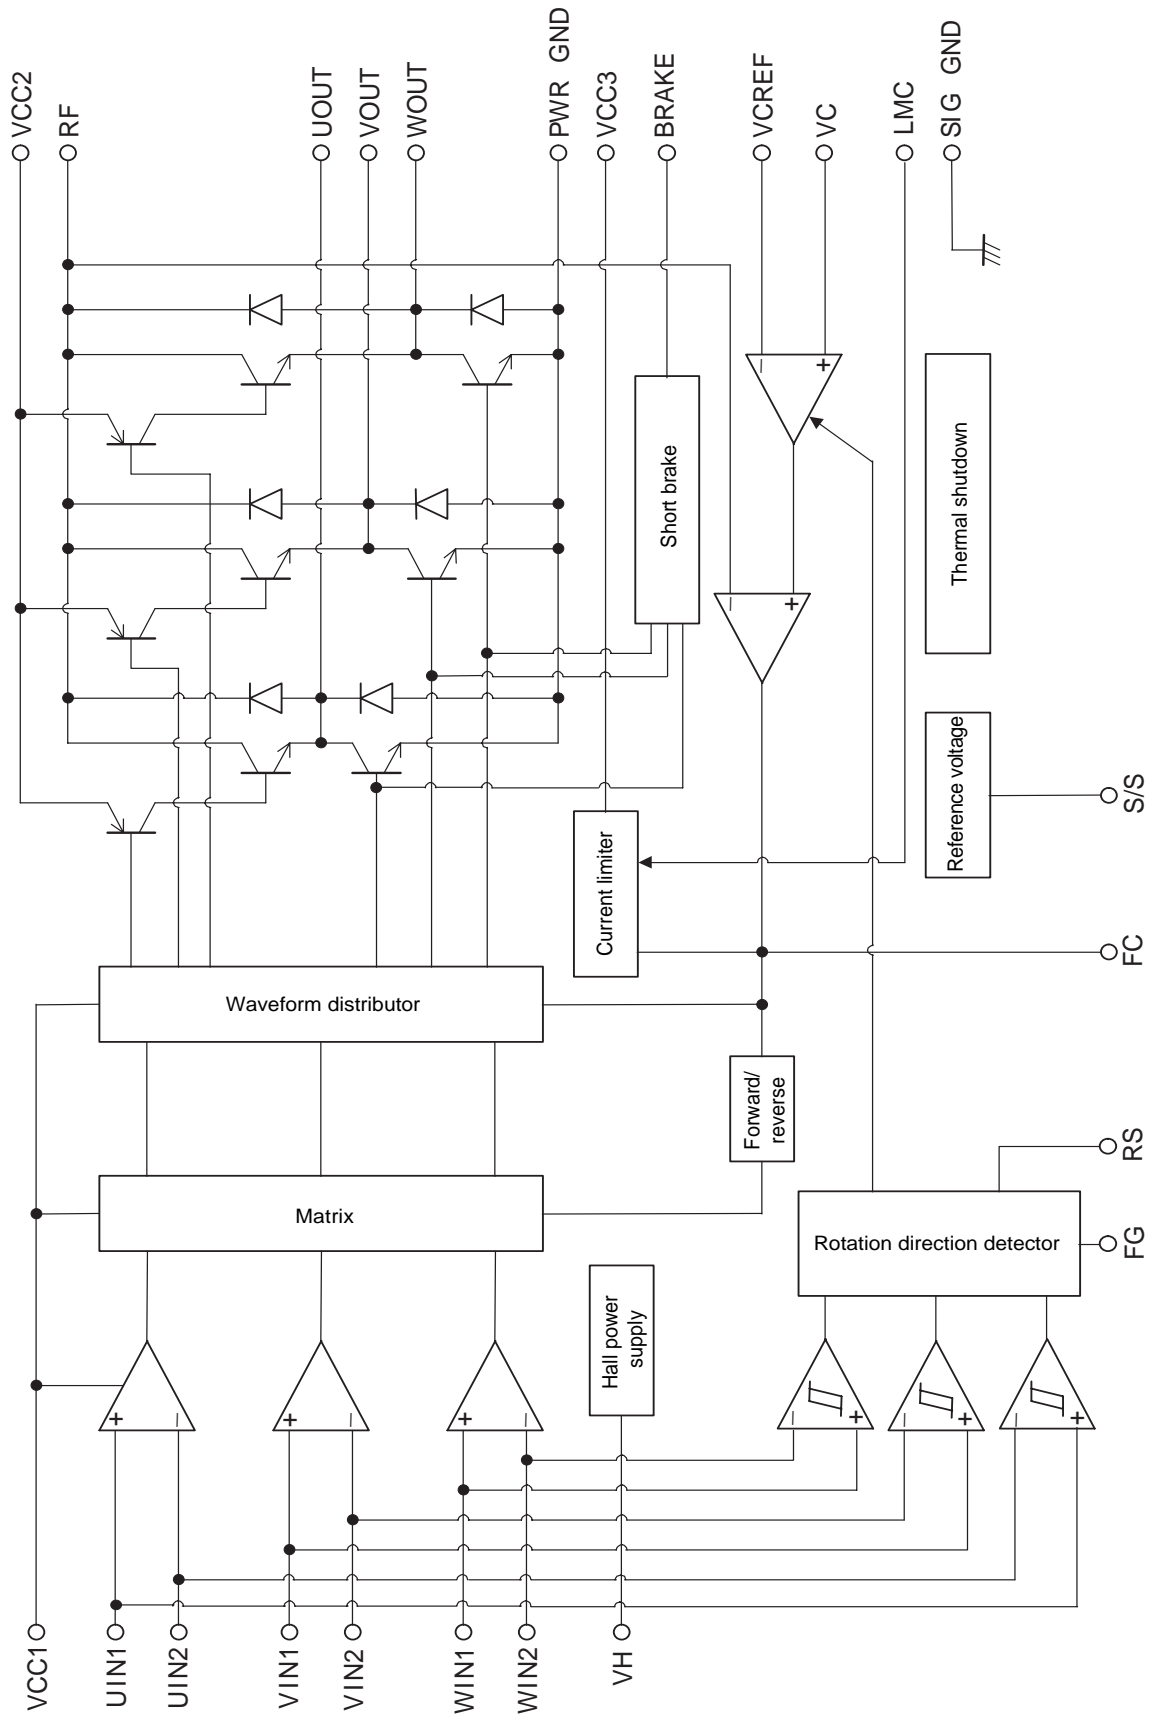 VCC2
RF
UOUT
VOUT
WOUT
PWR GND
VCC3
BRAKE
VCREF
VC
LMC
SIG GND
Short brake
Thermal shutdown
Current limiter
Reference voltage
S/S
FC
Waveform distributor
Forward/
reverse
RS
Matrix
Rotation direction detector
FG
Hall power
supply
+
−
+
−
+
−
−
+
−
+
−
+
−
+
−
+
VCC1
UIN1
UIN2
VIN1
VIN2
WIN1
WIN2
VH